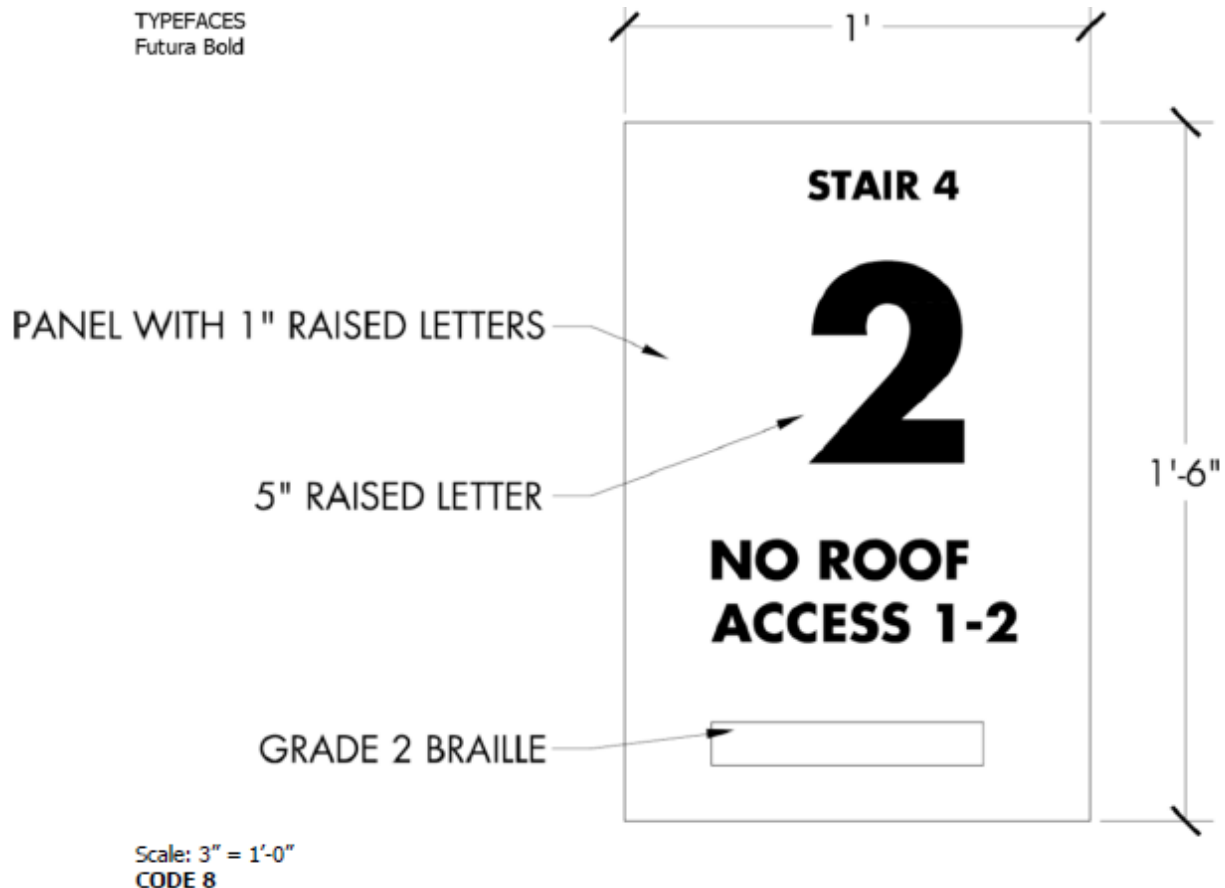 TYPEFACES
Futura Bold
1'
STAIR 4
2
PANEL WITH 1" RAISED LETTERS
5" RAISED LETTER
1'-6"
NO ROOF
ACCESS 1-2
GRADE 2 BRAILLE
Scale: 3” = 1’-0”
CODE 8